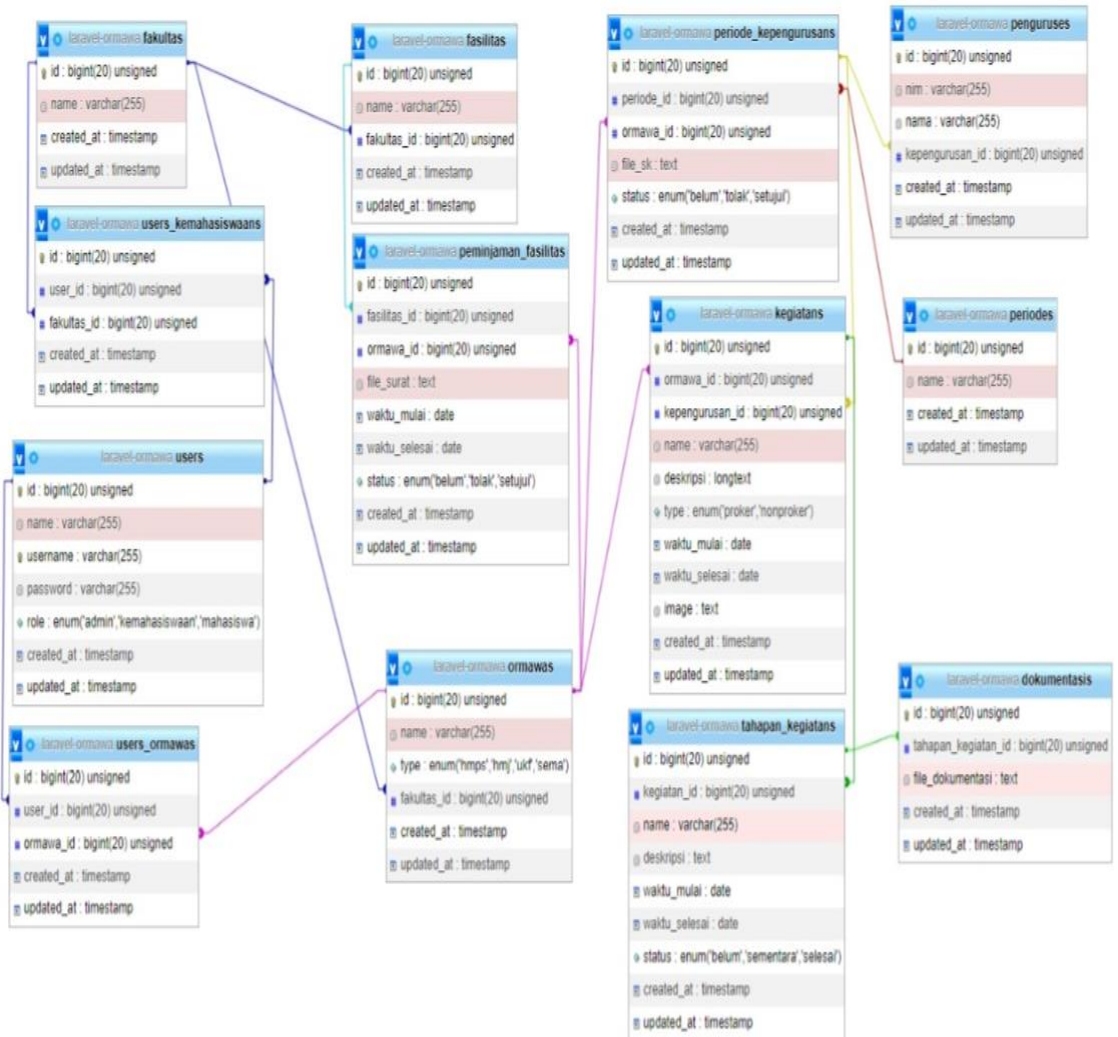 laravel-ormawa fakultas
id : bigint(20) unsigned
name : varchar(255)
created_at : timestamp
updated_at : timestamp
laravel-ormawa users_kemahasiswaans
id : bigint(20) unsigned
user_id : bigint(20) unsigned
fakultas_id : bigint(20) unsigned
created_at : timestamp
updated_at : timestamp
laravel-ormawa users
id : bigint(20) unsigned
name : varchar(255)
username : varchar(255)
password : varchar(255)
role : enum('admin','kemahasiswaan','mahasiswa')
created_at : timestamp
updated_at : timestamp
laravel-ormawa users_ormawas
id : bigint(20) unsigned
user_id : bigint(20) unsigned
ormawa_id : bigint(20) unsigned
created_at : timestamp
updated_at : timestamp
laravel-ormawa fasilitas
id : bigint(20) unsigned
name : varchar(255)
fakultas_id : bigint(20) unsigned
created_at : timestamp
updated_at : timestamp
laravel-ormawa peminjaman_fasilitas
id : bigint(20) unsigned
fasilitas_id : bigint(20) unsigned
ormawa_id : bigint(20) unsigned
file_surat : text
waktu_mulai : date
waktu_selesai : date
status : enum('belum','tolak','setujui')
created_at : timestamp
updated_at : timestamp
laravel-ormawa ormawas
id : bigint(20) unsigned
name : varchar(255)
type : enum('hmps','hmj','ukf','sema')
fakultas_id : bigint(20) unsigned
created_at : timestamp
updated_at : timestamp
laravel-ormawa periode_kepengurusans
id : bigint(20) unsigned
periode_id : bigint(20) unsigned
ormawa_id : bigint(20) unsigned
file_sk : text
status : enum('belum','tolak','setujui')
created_at : timestamp
updated_at : timestamp
laravel-ormawa kegiatans
id : bigint(20) unsigned
ormawa_id : bigint(20) unsigned
kepengurusan_id : bigint(20) unsigned
name : varchar(255)
deskripsi : longtext
type : enum('proker','nonproker')
waktu_mulai : date
waktu_selesai : date
image : text
created_at : timestamp
updated_at : timestamp
laravel-ormawa tahapan_kegiatans
id : bigint(20) unsigned
kegiatan_id : bigint(20) unsigned
name : varchar(255)
deskripsi : text
waktu_mulai : date
waktu_selesai : date
status : enum('belum','sementara','selesai')
created_at : timestamp
updated_at : timestamp
laravel-ormawa penguruses
id : bigint(20) unsigned
nim : varchar(255)
nama : varchar(255)
kepengurusan_id : bigint(20) unsigned
created_at : timestamp
updated_at : timestamp
laravel-ormawa periodes
id : bigint(20) unsigned
name : varchar(255)
created_at : timestamp
updated_at : timestamp
laravel-ormawa dokumentasis
id : bigint(20) unsigned
tahapan_kegiatan_id : bigint(20) unsigned
file_dokumentasi : text
created_at : timestamp
updated_at : timestamp